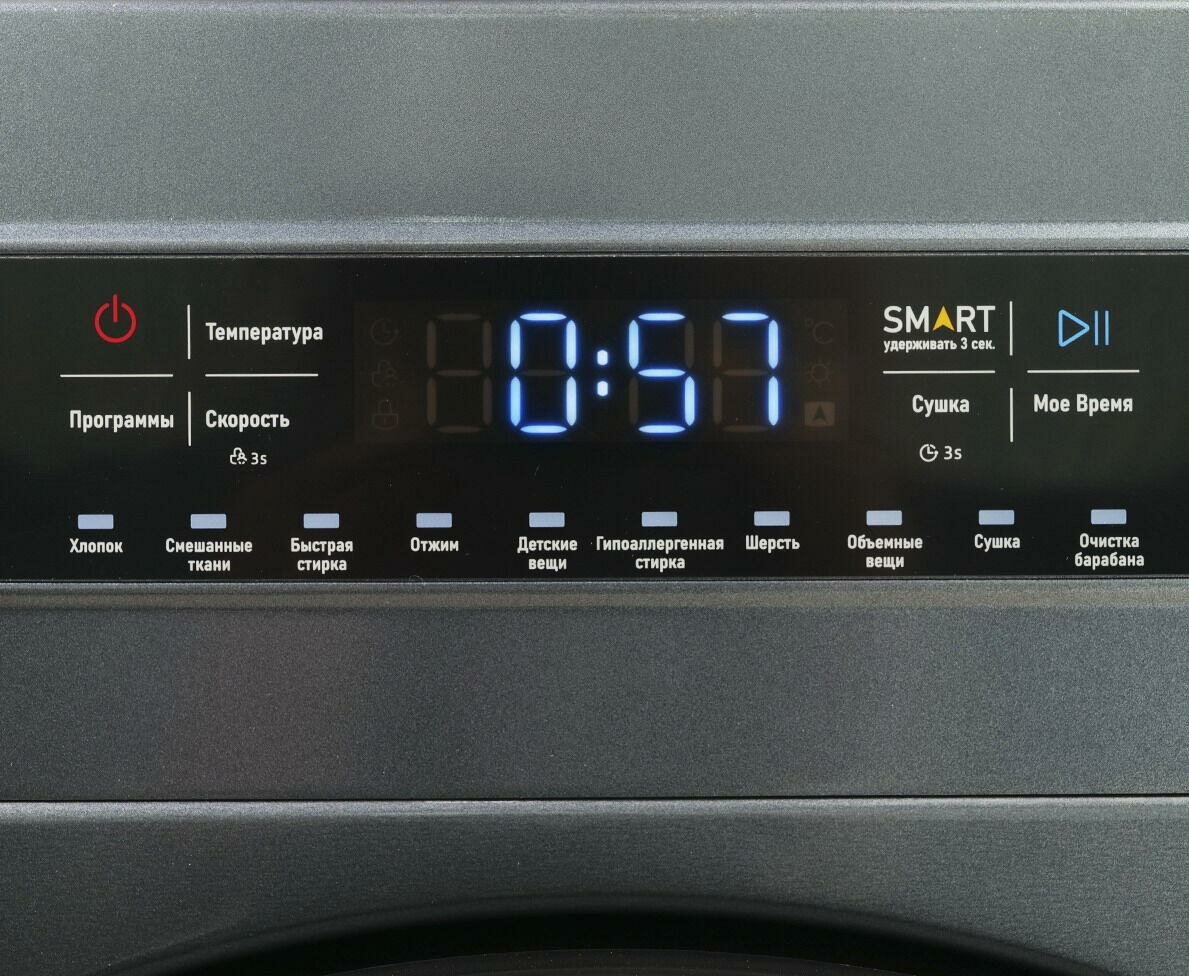 Температура
0:57
°C
SMART
удерживать 3 сек.
Программы
Скорость
3s
Сушка
3s
Мое Время
Хлопок
Смешанные
ткани
Быстрая
стирка
Отжим
Детские
вещи
Гипоаллергенная
стирка
Шерсть
Объемные
вещи
Сушка
Очистка
барабана